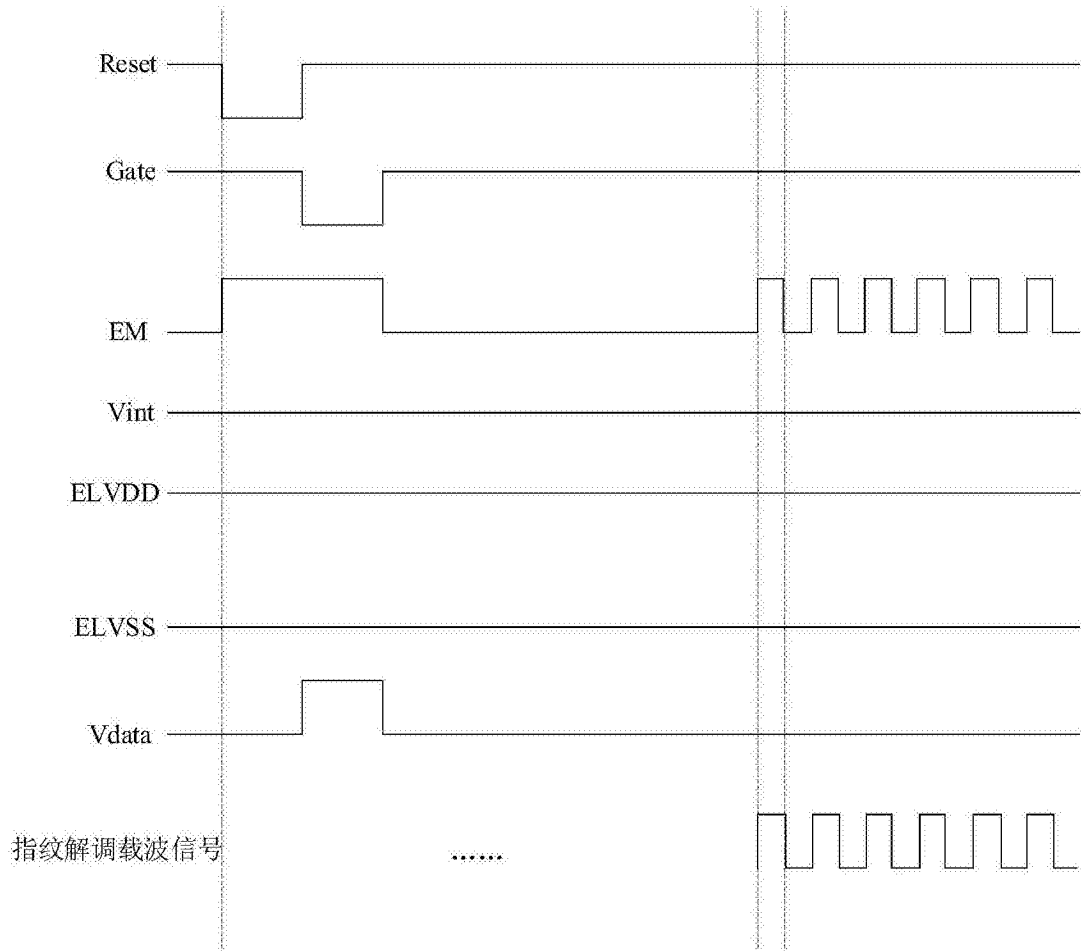 Reset
Gate
EM
Vint
ELVDD
ELVSS
Vdata
指纹解调载波信号 ......